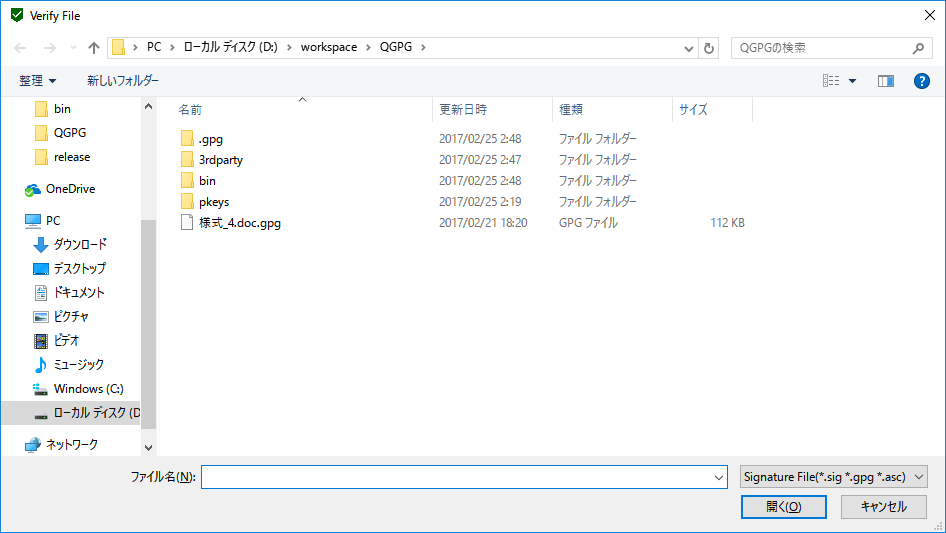 Verify File
PC > ローカル ディスク (D:) > workspace > QGPG >
QGPGの検索
整理
新しいフォルダー
名前 更新日時 種類 サイズ
.gpg 2017/02/25 2:48 ファイル フォルダー
3rdparty 2017/02/25 2:47 ファイル フォルダー
bin 2017/02/25 2:48 ファイル フォルダー
pkeys 2017/02/25 2:19 ファイル フォルダー
様式_4.doc.gpg 2017/02/21 18:20 GPG ファイル 112 KB
bin
QGPG
release
OneDrive
PC
ダウンロード
デスクトップ
ドキュメント
ピクチャ
ビデオ
ミュージック
Windows (C:)
ローカル ディスク (D
ネットワーク
ファイル名(N):
Signature File(*.sig *.gpg *.asc)
開く(O)
キャンセル